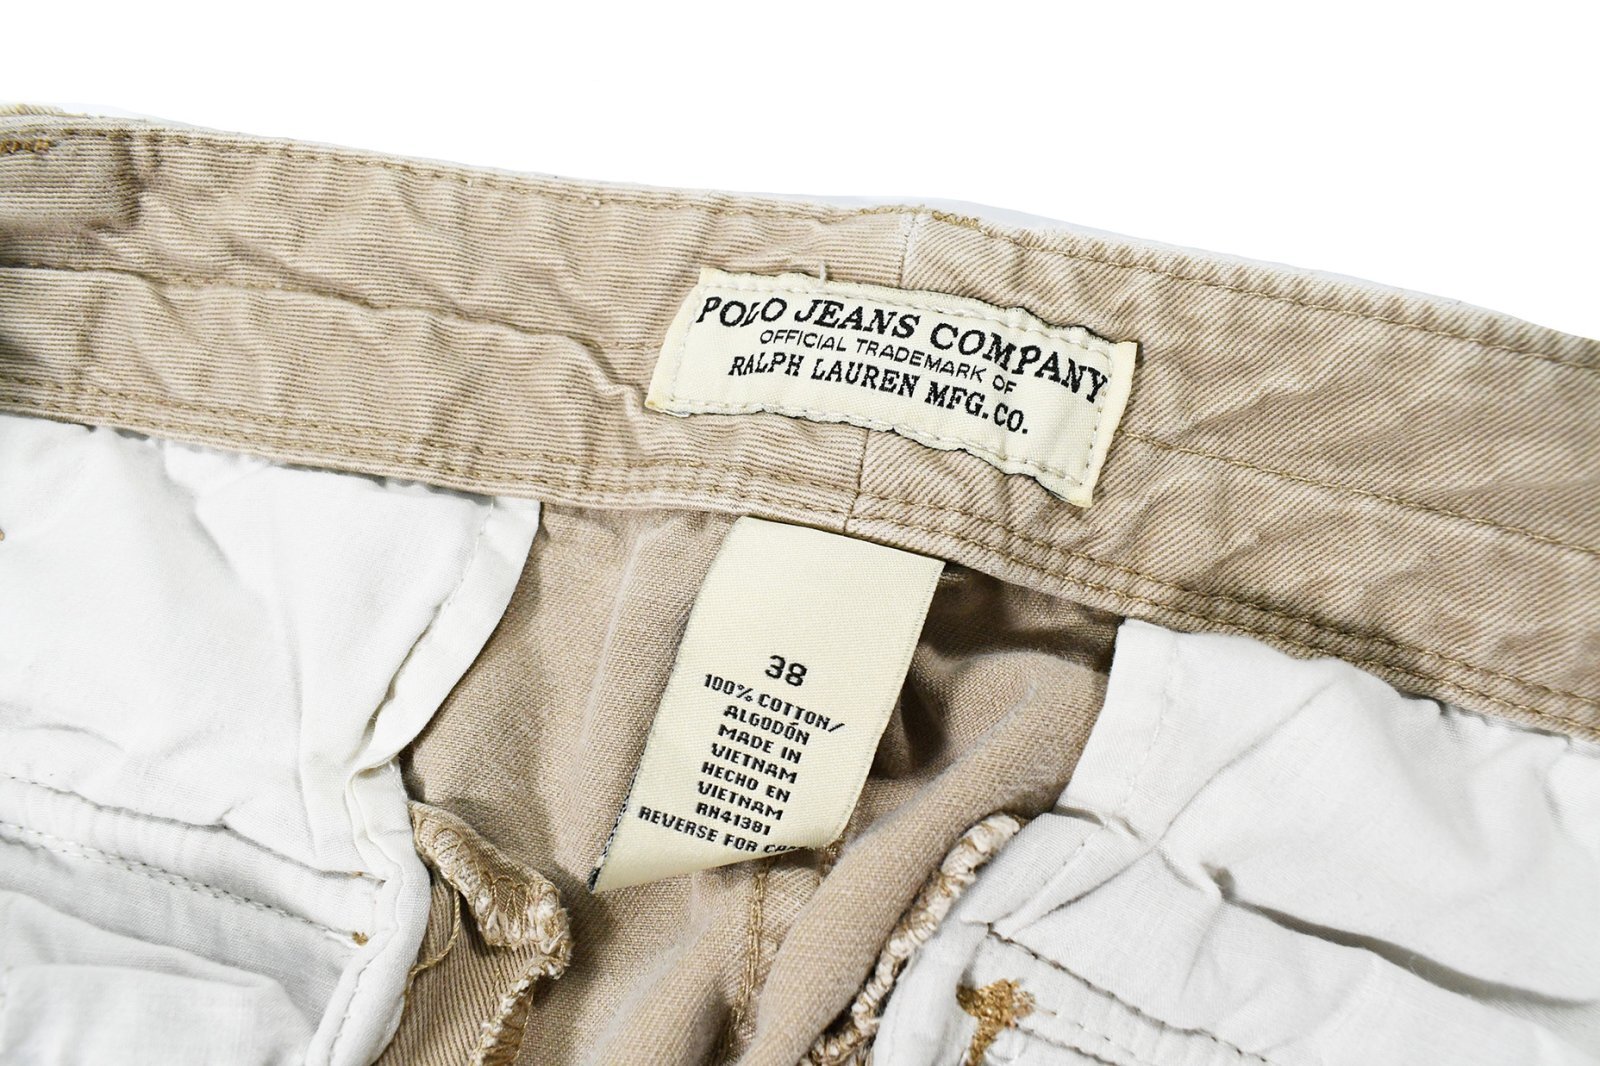 POLO JEANS COMPANY
OFFICIAL TRADEMARK OF
RALPH LAUREN MFG. CO.
38
100% COTTON/
ALGODÓN
MADE IN
VIETNAM
HECHO EN
VIETNAM
RN41381
REVERSE FOR